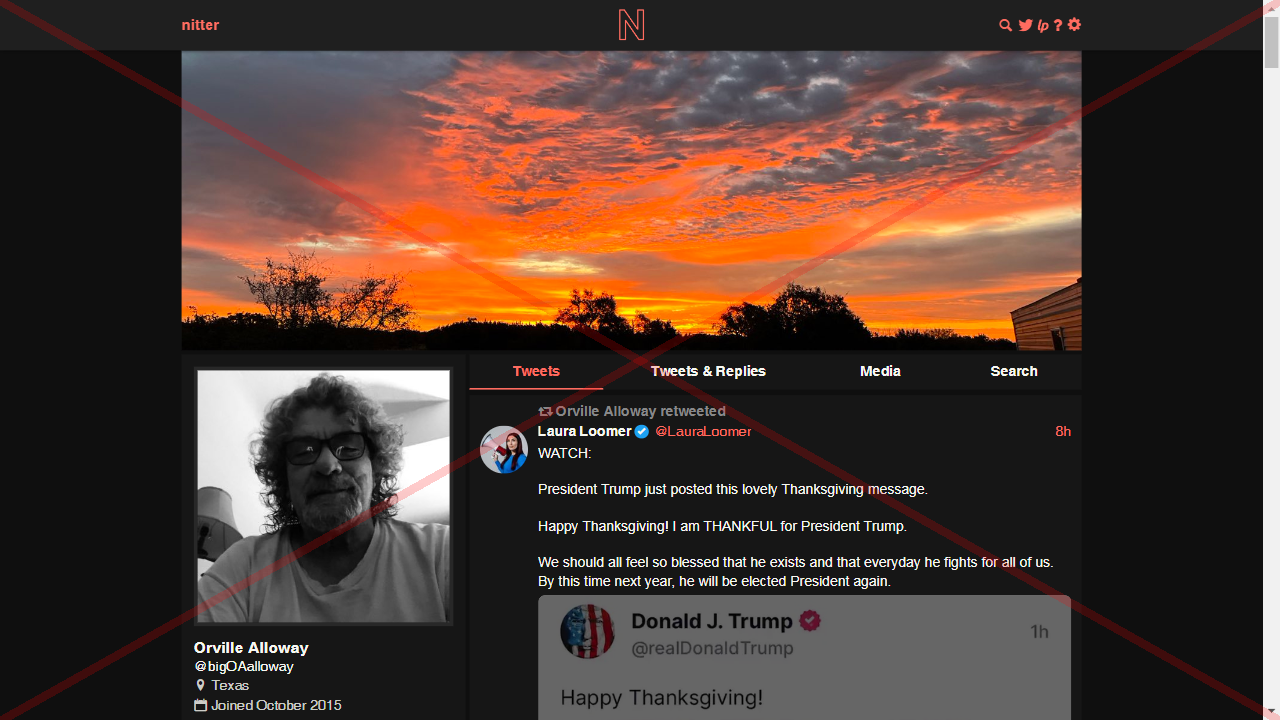 nitter
N
lp ?
Tweets
Tweets & Replies
Media
Search
Orville Alloway retweeted
Laura Loomer @LauraLoomer 8h
WATCH:
President Trump just posted this lovely Thanksgiving message.
Happy Thanksgiving! I am THANKFUL for President Trump.
We should all feel so blessed that he exists and that everyday he fights for all of us.
By this time next year, he will be elected President again.
Donald J. Trump
1h
@realDonaldTrump
Happy Thanksgiving!
Orville Alloway
@bigOAalloway
Texas
Joined October 2015